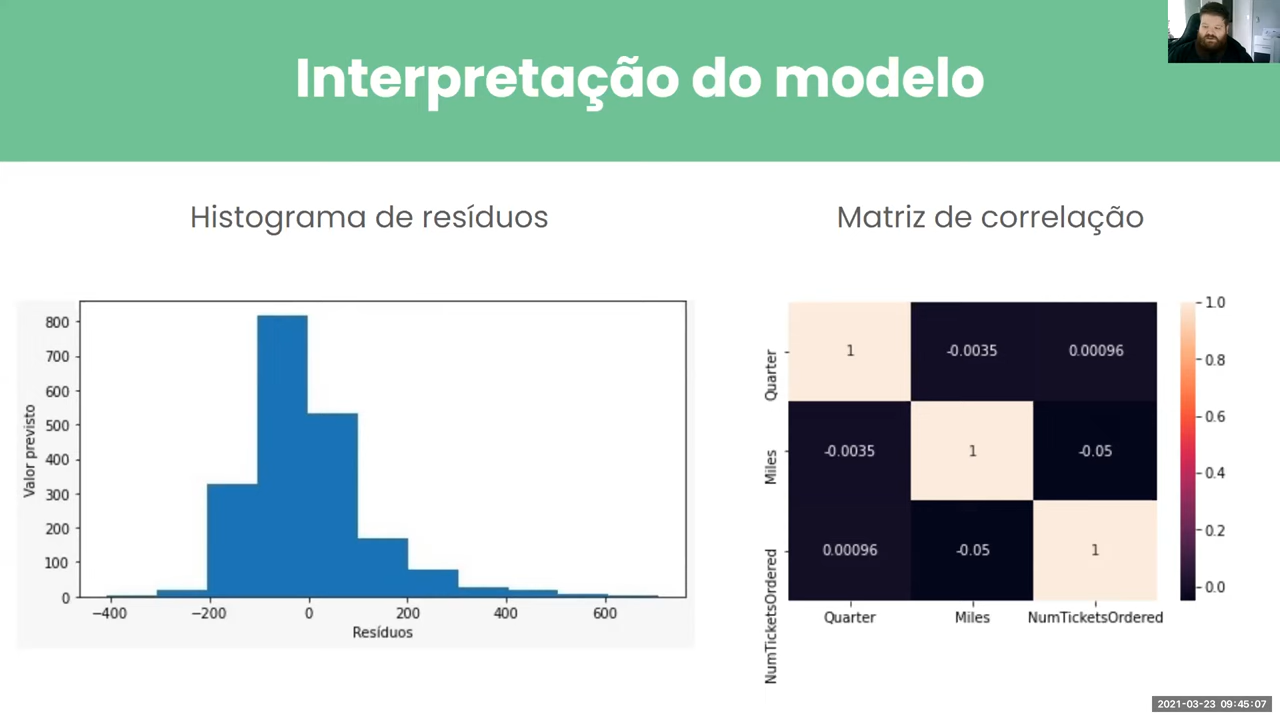 Interpretação do modelo
Histograma de resíduos
Matriz de correlação
800
700
600
500
400
300
200
100
0
Valor previsto
−400
−200
0
200
400
600
Resíduos
Quarter
Miles
NumTicketsOrdered
1
-0.0035
0.00096
-0.0035
1
-0.05
0.00096
-0.05
1
Quarter
Miles
NumTicketsOrdered
1.0
0.8
0.6
0.4
0.2
0.0
2021-03-23 09:45:07